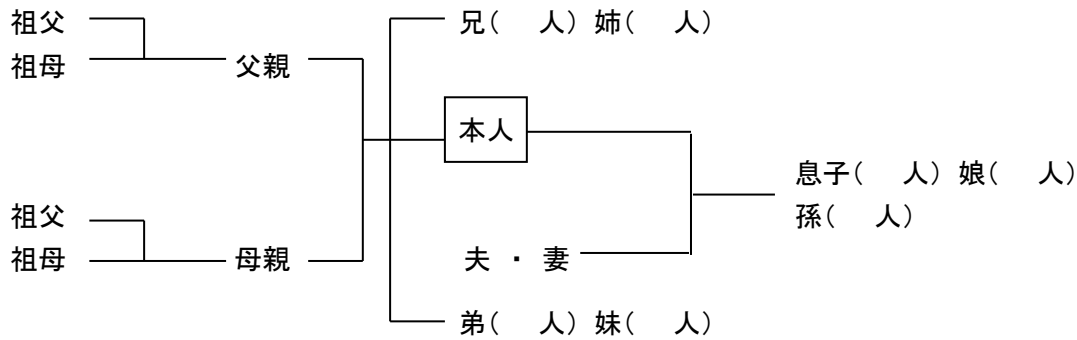 祖父
祖母
父親
祖父
祖母
母親
兄(　人) 姉(　人)
本人
夫 ・ 妻
弟(　人) 妹(　人)
息子(　人) 娘(　人)
孫(　人)